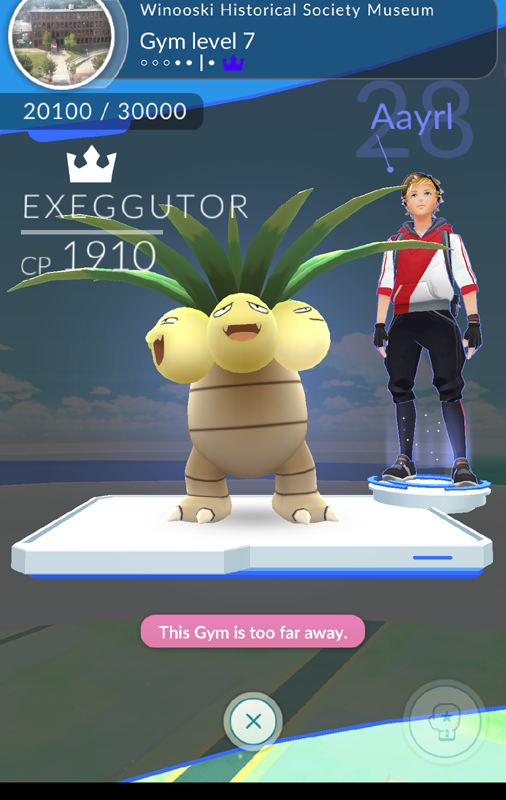 Winooski Historical Society Museum
Gym level 7
20100 / 30000
28
Aayrl
EXEGGUTOR
CP 1910
This Gym is too far away.